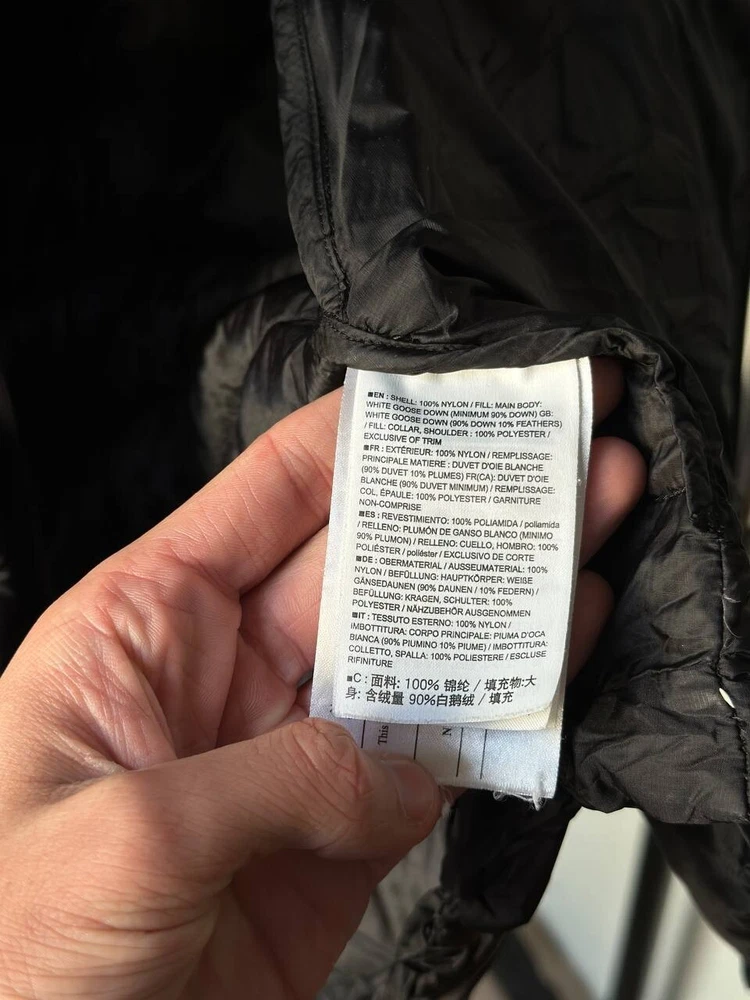 ■EN : SHELL: 100% NYLON / FILL: MAIN BODY:
WHITE GOOSE DOWN (MINIMUM 90% DOWN) GB:
WHITE GOOSE DOWN (90% DOWN 10% FEATHERS)
/ FILL: COLLAR, SHOULDER : 100% POLYESTER /
EXCLUSIVE OF TRIM
■FR : EXTÉRIEUR: 100% NYLON / REMPLISSAGE:
PRINCIPALE MATIERE : DUVET D'OIE BLANCHE
(90% DUVET 10% PLUMES) FR(CA): DUVET D'OIE
BLANCHE (90% DUVET MINIMUM) / REMPLISSAGE:
COL, ÉPAULE: 100% POLYESTER / GARNITURE
NON-COMPRISE
■ES : REVESTIMIENTO: 100% POLIAMIDA / poliamida
/ RELLENO: PLUMÓN DE GANSO BLANCO (MINIMO
90% PLUMON) / RELLENO: CUELLO, HOMBRO: 100%
POLIÉSTER / poliéster / EXCLUSIVO DE CORTE
■DE : OBERMATERIAL / AUSSEUMATERIAL: 100%
NYLON / BEFÜLLUNG: HAUPTKÖRPER: WEIßE
GÄNSEDAUNEN (90% DAUNEN / 10% FEDERN) /
BEFÜLLUNG: KRAGEN, SCHULTER: 100%
POLYESTER / NÄHZUBEHÖR AUSGENOMMEN
■IT : TESSUTO ESTERNO: 100% NYLON /
IMBOTTITURA: CORPO PRINCIPALE: PIUMA D'OCA
BIANCA (90% PIUMINO 10% PIUME) / IMBOTTITURA:
COLLETTO, SPALLA: 100% POLIESTERE / ESCLUSE
RIFINITURE
■C : 面料: 100% 锦纶 / 填充物:大
身: 含绒量 90%白鹅绒 / 填充
This